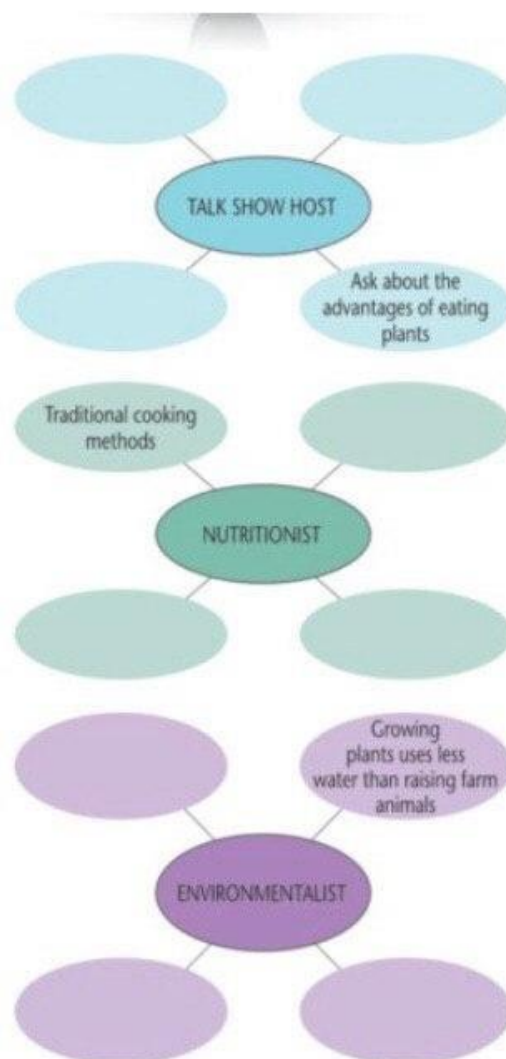 TALK SHOW HOST
Ask about the
advantages of eating
plants
Traditional cooking
methods
NUTRITIONIST
Growing
plants uses less
water than raising farm
animals
ENVIRONMENTALIST